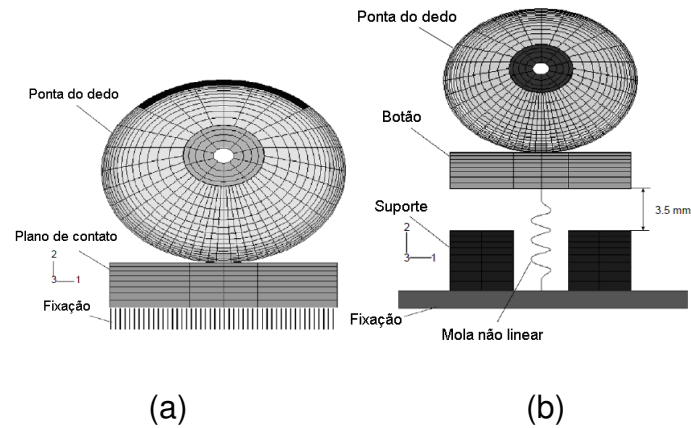 Ponta do dedo
Plano de contato
2
3
1
Fixação
(a)
Ponta do dedo
Botão
Suporte
3.5 mm
2
3
1
Fixação
Mola não linear
(b)